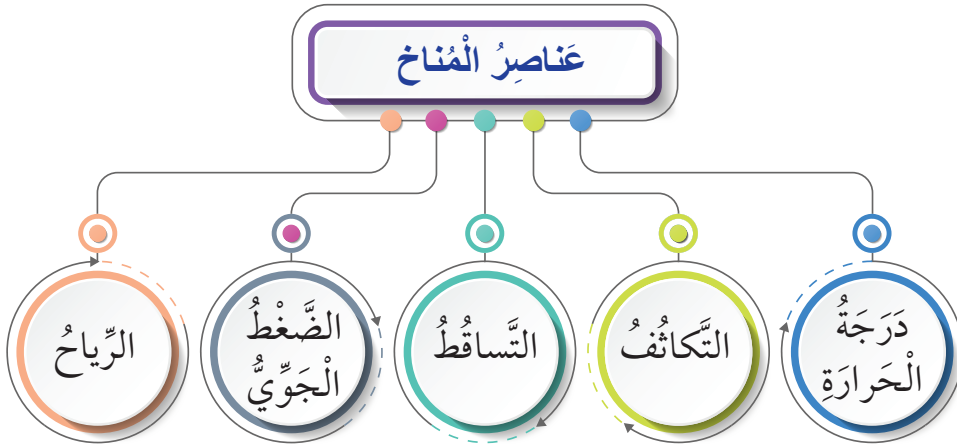 عَناصِرُ الْمُناخِ
دَرَجَةُ
الْحَرارَةِ
التَّكاثُفُ
التَّساقُطُ
الضَّغْطُ
الْجَوِّيُّ
الرِّياحُ